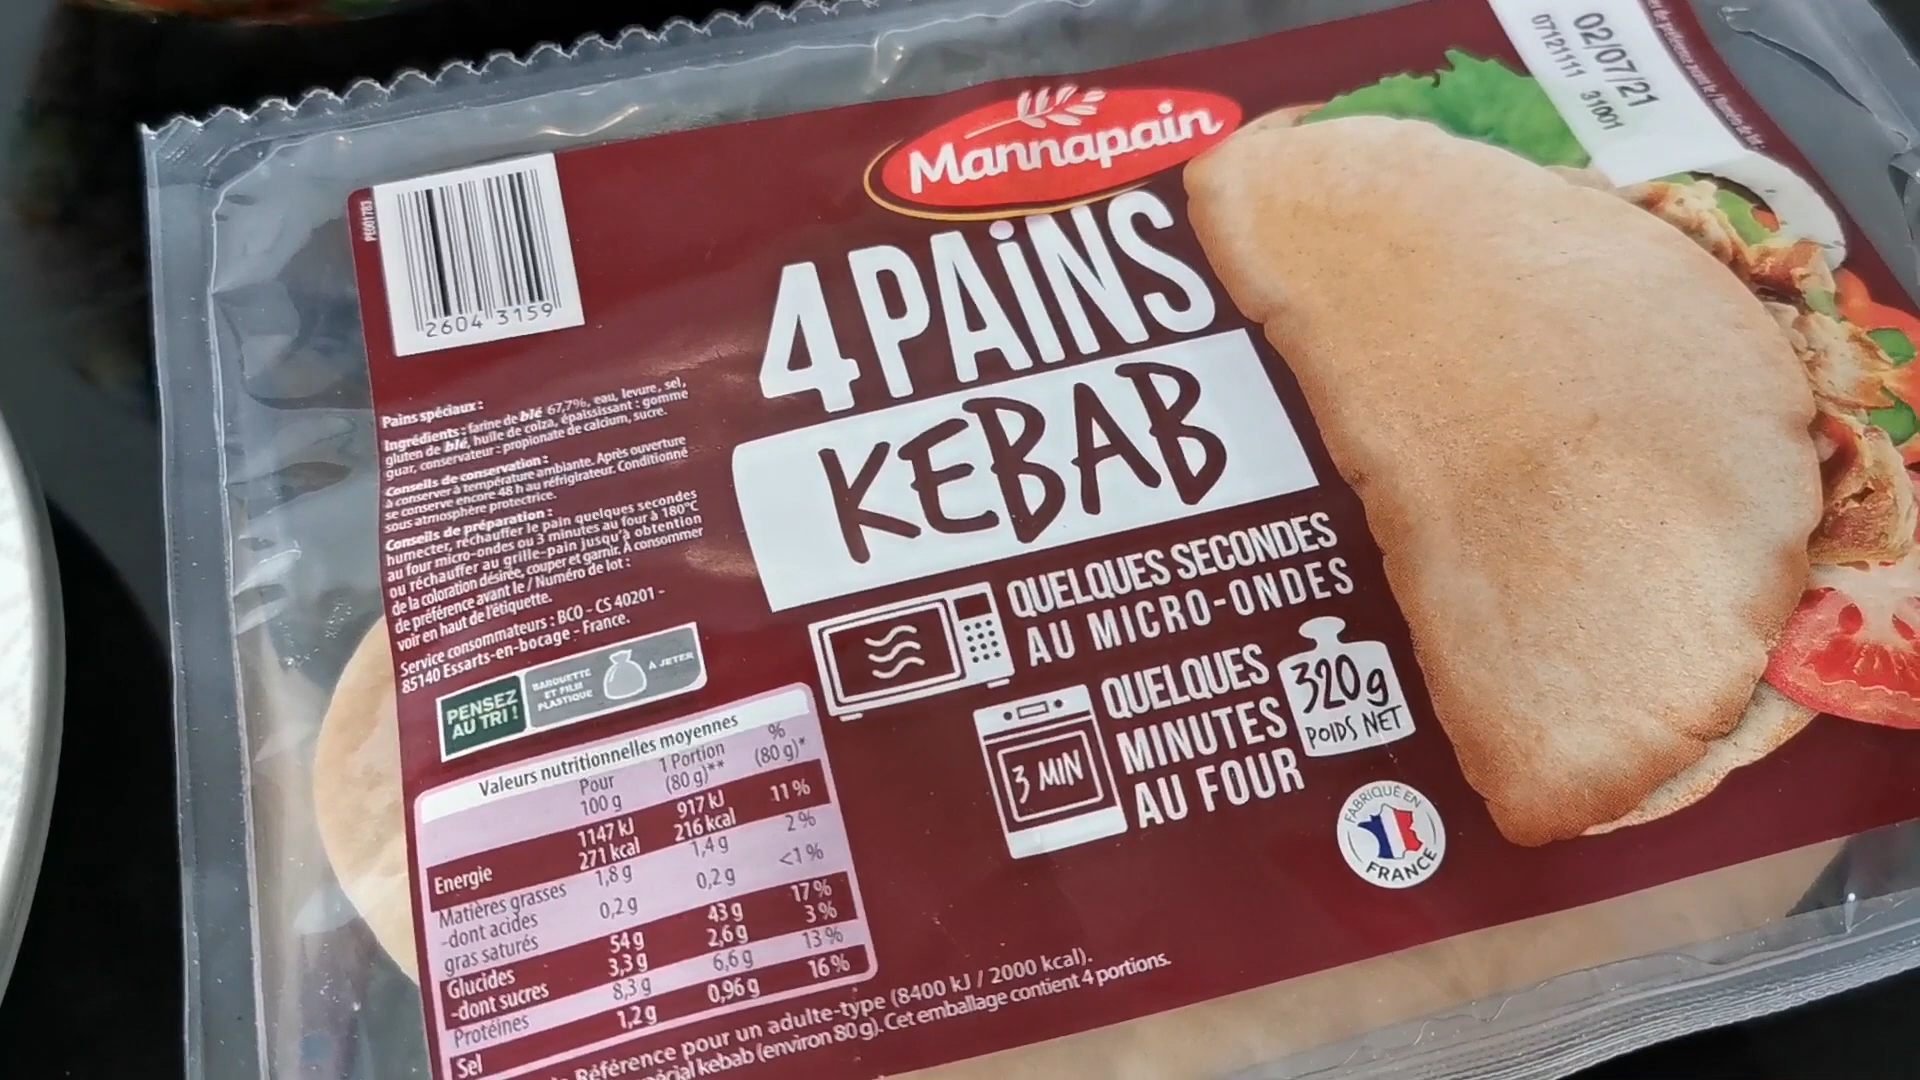 02/07/21
07121111 31001
Mannapain
4 PAiNS
KEBAB
QUELQUES SECONDES
AU MICRO-ONDES
3 MIN
QUELQUES
MINUTES
AU FOUR
320g
POIDS NET
FABRIQUÉ EN
FRANCE
PE001783
2604 3159
Pains spéciaux :
Ingrédients : farine de blé 67,7%, eau, levure, sel,
gluten de blé, huile de colza, épaississant : gomme
guar, conservateur : propionate de calcium, sucre.
Conseils de conservation :
à conserver à température ambiante. Après ouverture
se conserve encore 48 h au réfrigirateur. Conditionné
sous atmosphère protectrice.
Conseils de préparation :
humecter, réchauffer le pain quelques secondes
au four micro-ondes ou 3 minutes au four à 180°C
ou réchauffer au grille-pain jusqu'à obtention
de la coloration désirée, couper et garnir. À consommer
de préférence avant le / Numéro de lot :
voir en haut de l'étiquette.
Service consommateurs : BCO - CS 40201 -
85140 Essarts-en-bocage - France.
PENSEZ
AU TRI !
BARQUETTE
ET FILM
PLASTIQUE
À JETER
Valeurs nutritionnelles moyennes
Pour 100 g 1 Portion (80 g)** % (80 g)*
Energie 1147 kJ 917 kJ
271 kcal 216 kcal 11 %
Matières grasses 1,8 g 1,4 g 2 %
-dont acides
gras saturés 0,2 g 0,2 g <1 %
Glucides 54 g 43 g 17 %
-dont sucres 3,3 g 2,6 g 3 %
Protéines 8,3 g 6,6 g 13 %
Sel 1,2 g 0,96 g 16 %
Référence pour un adulte-type (8400 kJ / 2000 kcal).
kebab (environ 80 g). Cet emballage contient 4 portions.